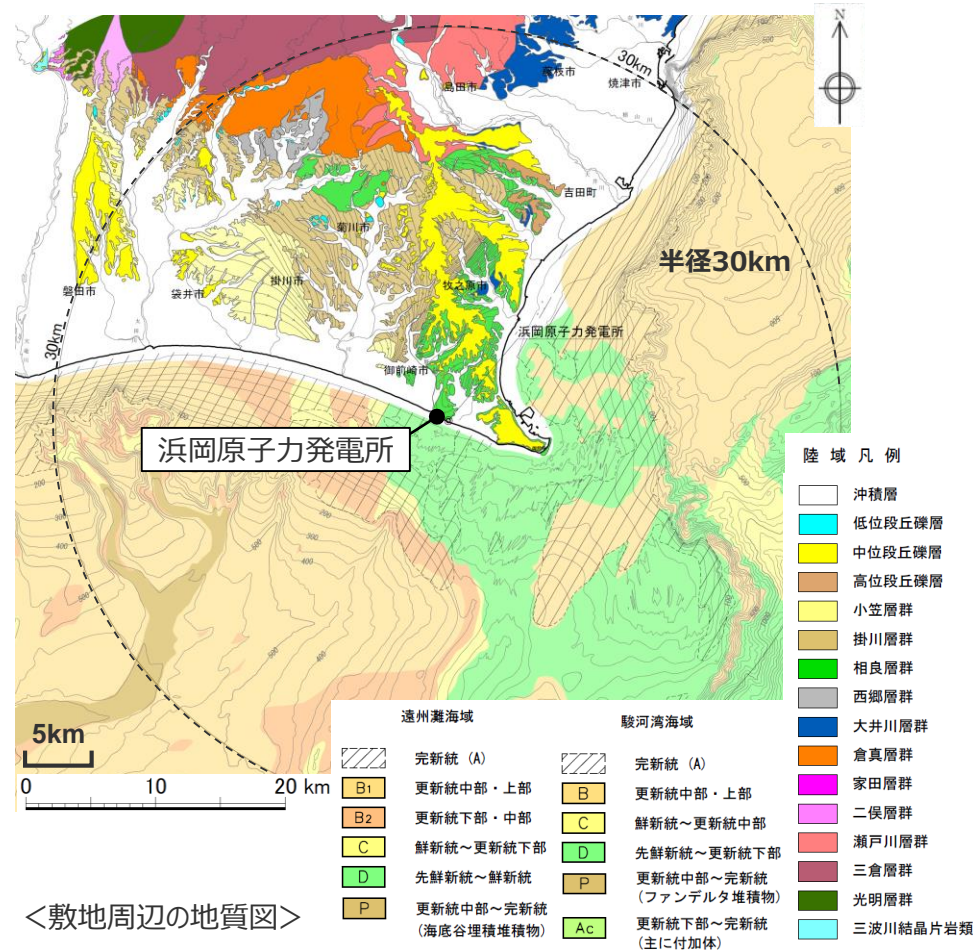 N
30km
島田市
焼津市
吉田町
半径30km
菊川市
掛川市
牧之原市
磐田市
袋井市
浜岡原子力発電所
30km
御前崎市
浜岡原子力発電所
陸域凡例
沖積層
低位段丘礫層
中位段丘礫層
高位段丘礫層
小笠層群
掛川層群
相良層群
西郷層群
大井川層群
倉真層群
家田層群
二俣層群
瀬戸川層群
三倉層群
光明層群
三波川結晶片岩類
5km
0 10 20 km
遠州灘海域
完新統 (A)
B1 更新統中部・上部
B2 更新統下部・中部
C 鮮新統～更新統下部
D 先鮮新統～鮮新統
P 更新統中部～完新統
(海底谷埋積堆積物)
駿河湾海域
完新統 (A)
B 更新統中部・上部
C 鮮新統～更新統中部
D 先鮮新統～更新統下部
P 更新統中部～完新統
(ファンデルタ堆積物)
Ac 更新統下部～完新統
(主に付加体)
＜敷地周辺の地質図＞